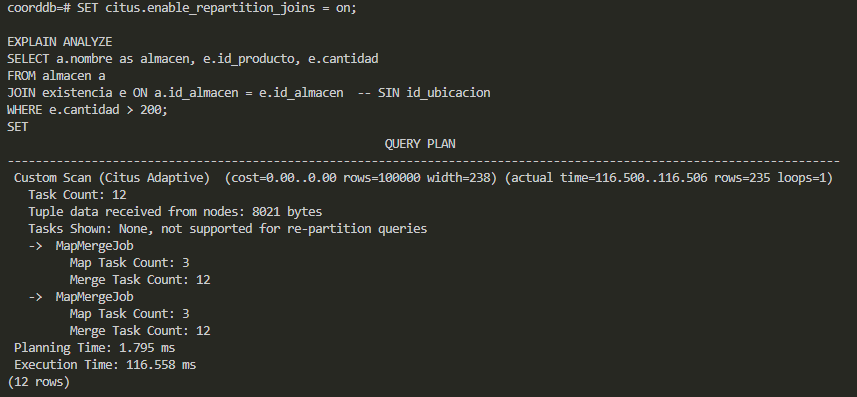 coorddb=# SET citus.enable_repartition_joins = on;
EXPLAIN ANALYZE
SELECT a.nombre as almacen, e.id_producto, e.cantidad
FROM almacen a
JOIN existencia e ON a.id_almacen = e.id_almacen  -- SIN id_ubicacion
WHERE e.cantidad > 200;
SET
QUERY PLAN
-----------------------------------------------------------------------------------------------------------------------
Custom Scan (Citus Adaptive)  (cost=0.00..0.00 rows=100000 width=238) (actual time=116.500..116.506 rows=235 loops=1)
Task Count: 12
Tuple data received from nodes: 8021 bytes
Tasks Shown: None, not supported for re-partition queries
->  MapMergeJob
Map Task Count: 3
Merge Task Count: 12
->  MapMergeJob
Map Task Count: 3
Merge Task Count: 12
Planning Time: 1.795 ms
Execution Time: 116.558 ms
(12 rows)